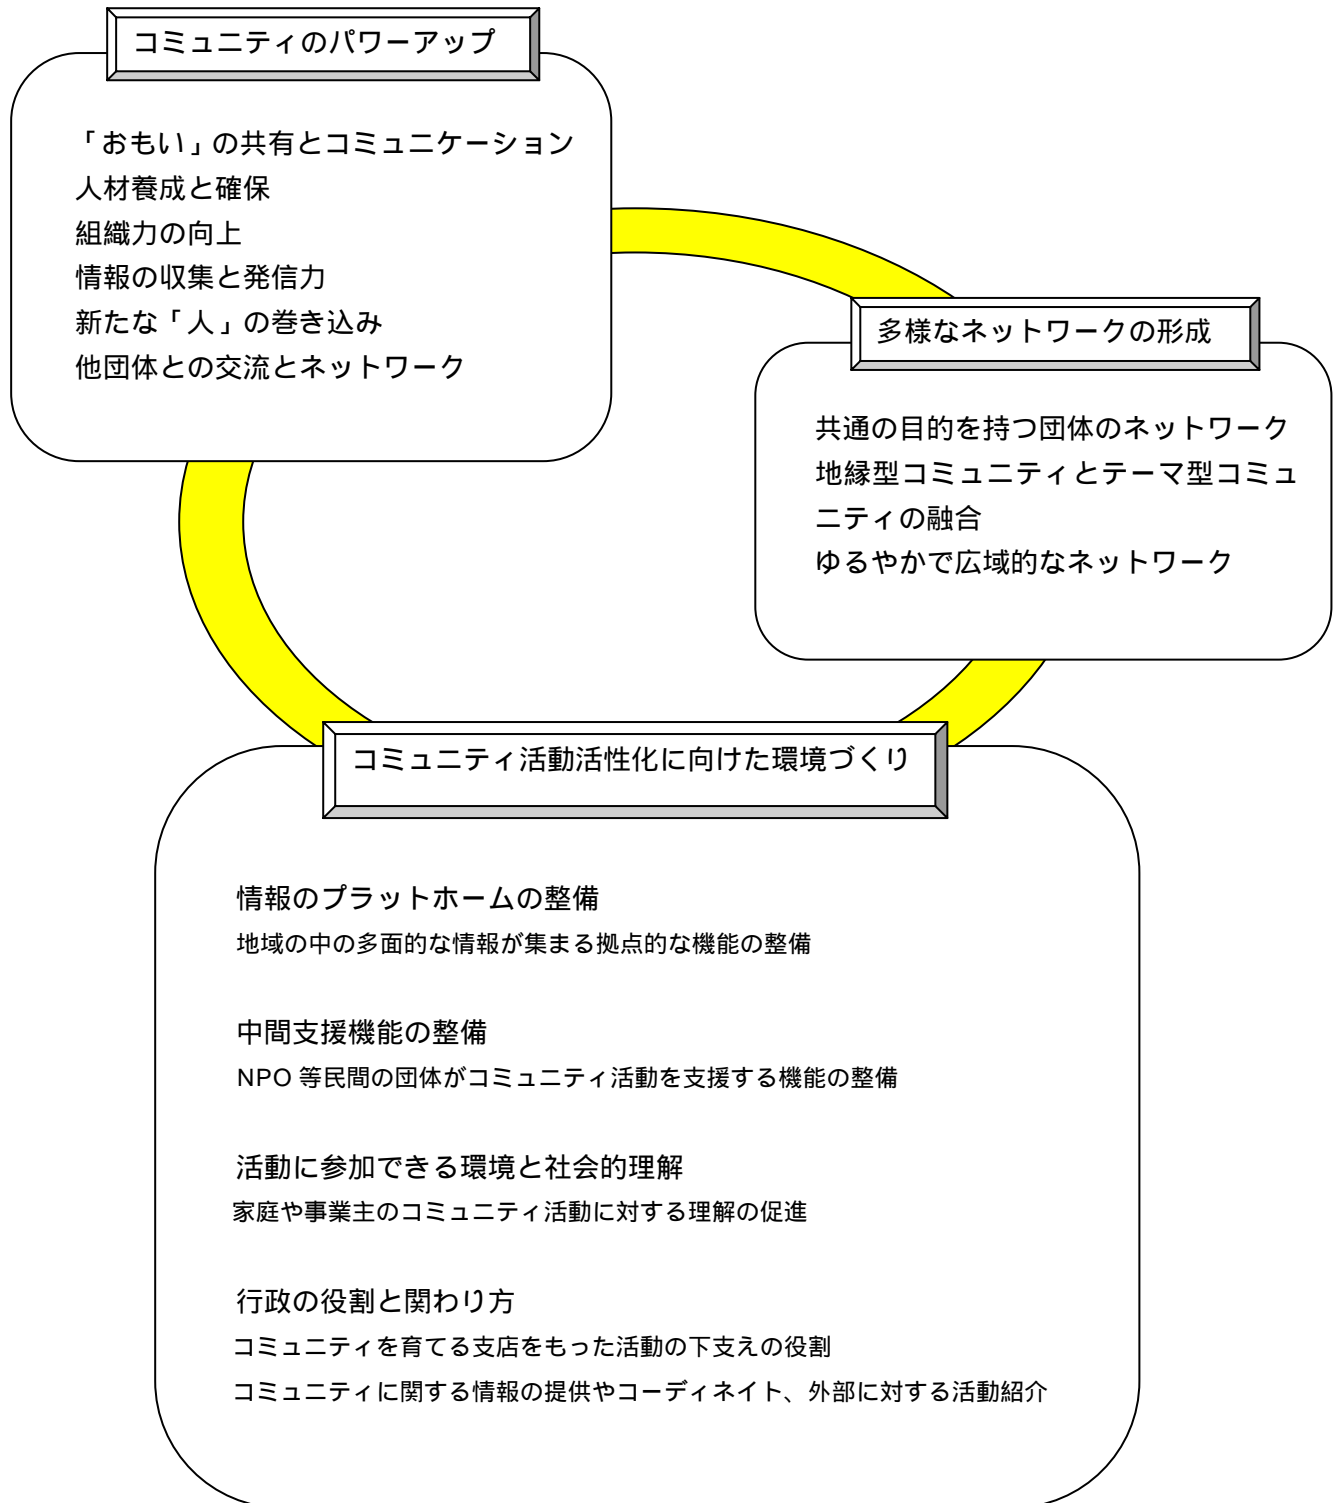 コミュニティのパワーアップ
「おもい」の共有とコミュニケーション
人材養成と確保
組織力の向上
情報の収集と発信力
新たな「人」の巻き込み
他団体との交流とネットワーク
多様なネットワークの形成
共通の目的を持つ団体のネットワーク
地縁型コミュニティとテーマ型コミュ
ニティの融合
ゆるやかで広域的なネットワーク
コミュニティ活動活性化に向けた環境づくり
情報のプラットホームの整備
地域の中の多面的な情報が集まる拠点的な機能の整備
中間支援機能の整備
NPO 等民間の団体がコミュニティ活動を支援する機能の整備
活動に参加できる環境と社会的理解
家庭や事業主のコミュニティ活動に対する理解の促進
行政の役割と関わり方
コミュニティを育てる支店をもった活動の下支えの役割
コミュニティに関する情報の提供やコーディネイト、外部に対する活動紹介